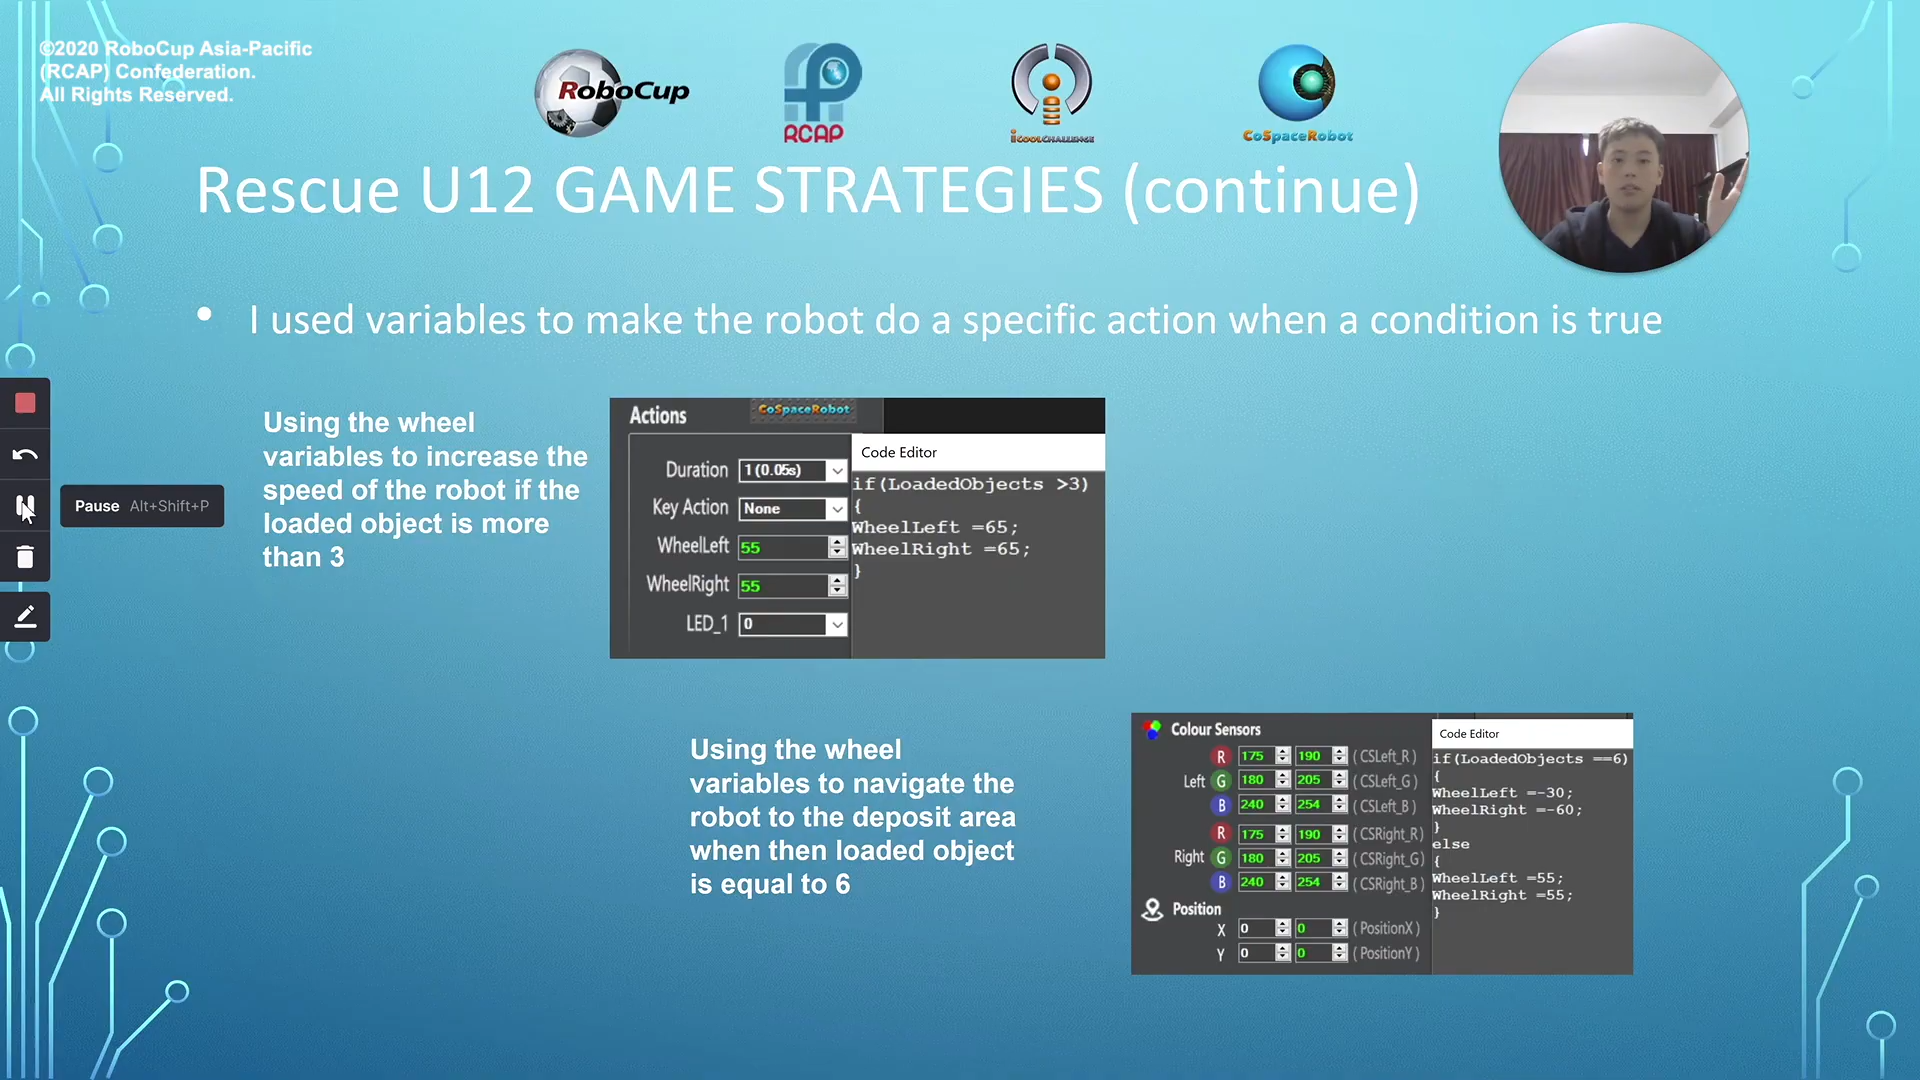 ©2020 RoboCup Asia-Pacific
(RCAP) Confederation.
All Rights Reserved.
RoboCup
RCAP
iCOOLCHALLENGE
CoSpaceRobot
Rescue U12 GAME STRATEGIES (continue)
• I used variables to make the robot do a specific action when a condition is true
Using the wheel
variables to increase the
speed of the robot if the
loaded object is more
than 3
Pause Alt+Shift+P
Actions
CoSpaceRobot
Duration 1 (0.05s)
Key Action None
WheelLeft 55
WheelRight 55
LED_1 0
Code Editor
if(LoadedObjects >3)
{
WheelLeft =65;
WheelRight =65;
}
Using the wheel
variables to navigate the
robot to the deposit area
when then loaded object
is equal to 6
Colour Sensors
R 175 190 (CSLeft_R)
Left G 180 205 (CSLeft_G)
B 240 254 (CSLeft_B)
R 175 190 (CSRight_R)
Right G 180 205 (CSRight_G)
B 240 254 (CSRight_B)
Position
X 0 0 (PositionX)
Y 0 0 (PositionY)
Code Editor
if(LoadedObjects ==6)
{
WheelLeft =-30;
WheelRight =-60;
}
else
{
WheelLeft =55;
WheelRight =55;
}